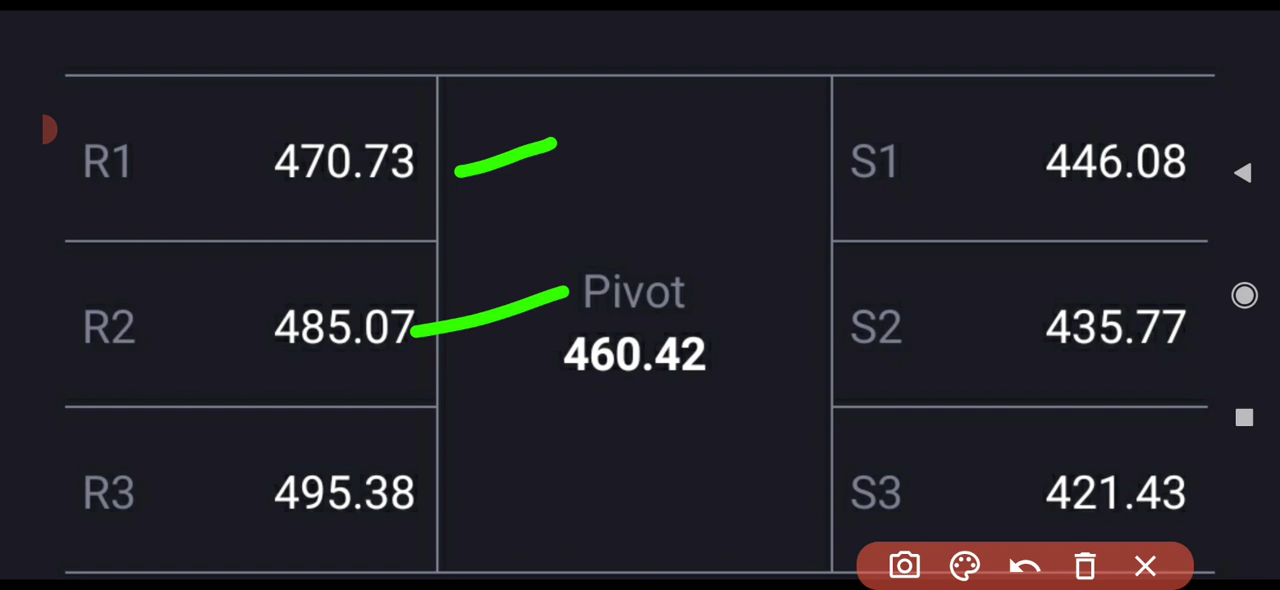 R1 470.73
R2 485.07
R3 495.38
Pivot
460.42
S1 446.08
S2 435.77
S3 421.43